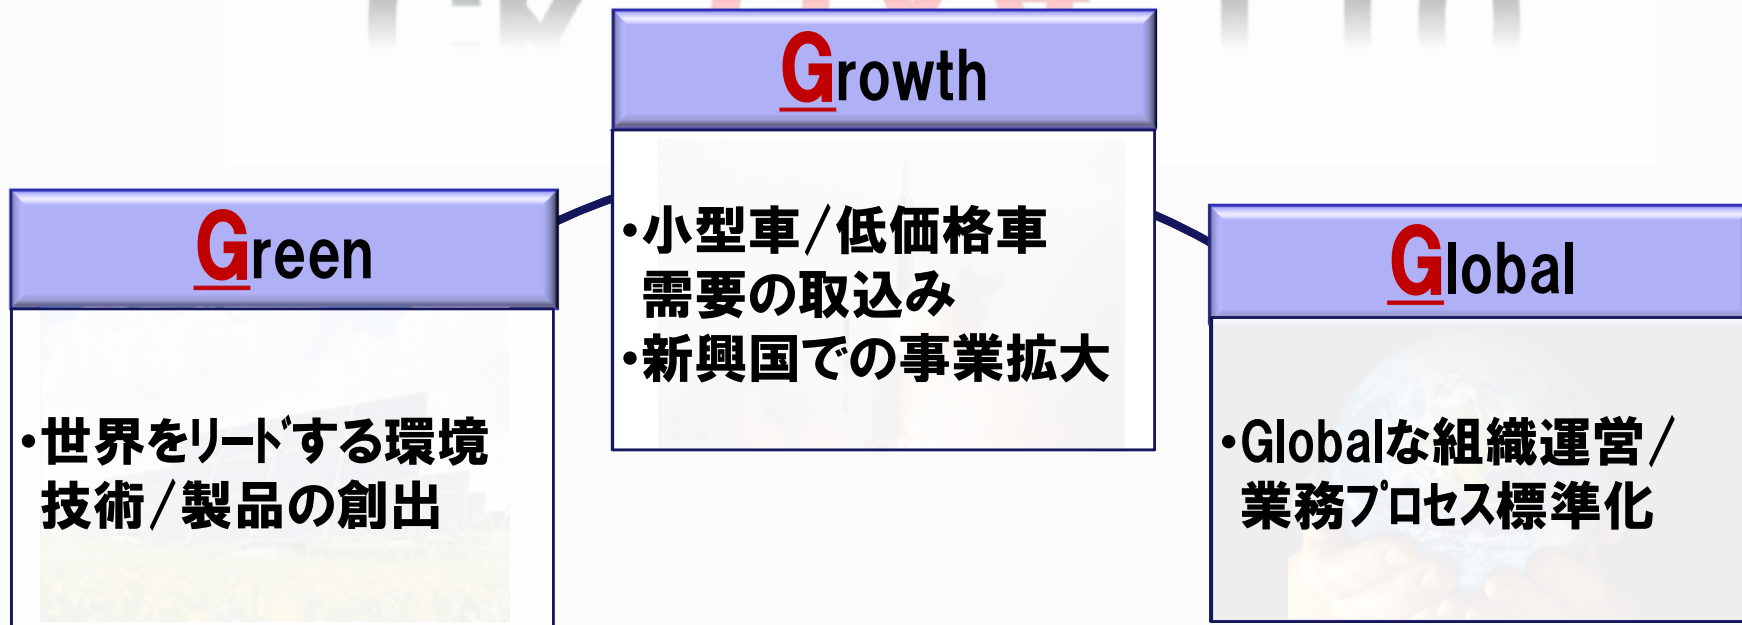 Growth
・小型車/低価格車
需要の取込み
・新興国での事業拡大
Green
・世界をリードする環境
技術/製品の創出
Global
・Globalな組織運営/
業務プロセス標準化